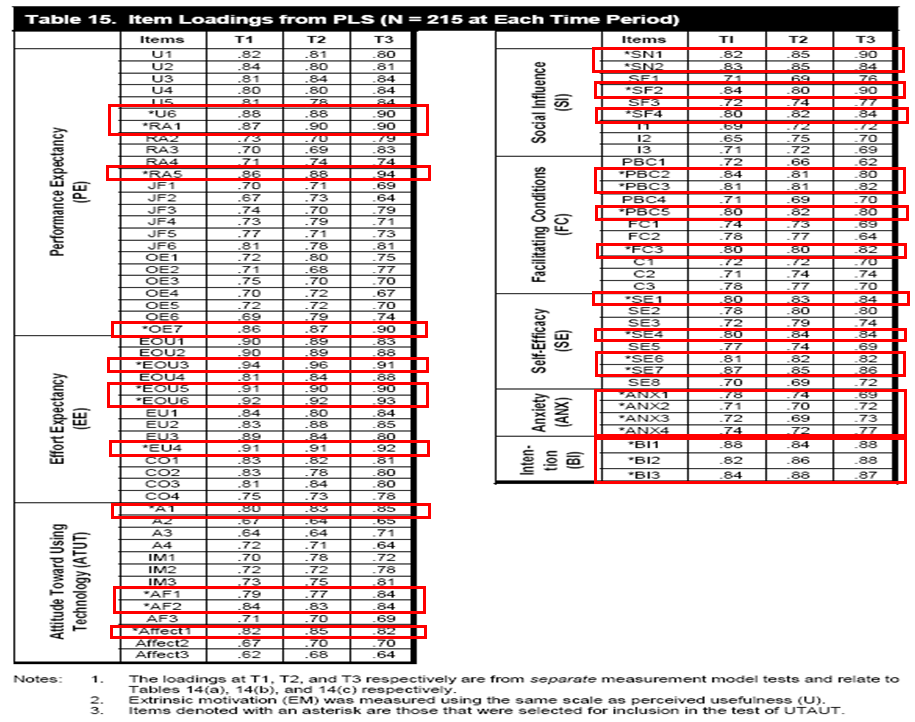 Table 15. Item Loadings from PLS (N = 215 at Each Time Period)
Items T1 T2 T3
Performance Expectancy (PE)
U1 .82 .81 .80
U2 .84 .80 .81
U3 .81 .84 .84
U4 .80 .80 .84
U5 .81 .78 .84
*U6 .88 .88 .90
*RA1 .87 .90 .90
RA2 .73 .70 .79
RA3 .70 .69 .83
RA4 .71 .74 .74
*RA5 .86 .88 .94
JF1 .70 .71 .69
JF2 .67 .73 .64
JF3 .74 .70 .79
JF4 .73 .79 .71
JF5 .77 .71 .73
JF6 .81 .78 .81
OE1 .72 .80 .75
OE2 .71 .68 .77
OE3 .75 .70 .70
OE4 .70 .72 .67
OE5 .72 .72 .70
OE6 .69 .79 .74
*OE7 .86 .87 .90
Effort Expectancy (EE)
EOU1 .90 .89 .83
EOU2 .90 .89 .88
*EOU3 .94 .96 .91
EOU4 .81 .84 .88
*EOU5 .91 .90 .90
*EOU6 .92 .92 .93
EU1 .84 .80 .84
EU2 .83 .88 .85
EU3 .89 .84 .80
*EU4 .91 .91 .92
CO1 .83 .82 .81
CO2 .83 .78 .80
CO3 .81 .84 .80
CO4 .75 .73 .78
Attitude Toward Using Technology (ATUT)
*A1 .80 .83 .85
A2 .67 .64 .65
A3 .64 .64 .71
A4 .72 .71 .64
IM1 .70 .78 .72
IM2 .72 .72 .78
IM3 .73 .75 .81
*AF1 .79 .77 .84
*AF2 .84 .83 .84
AF3 .71 .70 .69
*Affect1 .82 .85 .82
Affect2 .67 .70 .70
Affect3 .62 .68 .64
Items TI T2 T3
Social Influence (SI)
*SN1 .82 .85 .90
*SN2 .83 .85 .84
SF1 .71 .69 .76
*SF2 .84 .80 .90
SF3 .72 .74 .77
*SF4 .80 .82 .84
I1 .69 .72 .72
I2 .65 .75 .70
I3 .71 .72 .69
Facilitating Conditions (FC)
PBC1 .72 .66 .62
*PBC2 .84 .81 .80
*PBC3 .81 .81 .82
PBC4 .71 .69 .70
*PBC5 .80 .82 .80
FC1 .74 .73 .69
FC2 .78 .77 .64
*FC3 .80 .80 .82
C1 .72 .72 .70
C2 .71 .74 .74
C3 .78 .77 .70
Self-Efficacy (SE)
*SE1 .80 .83 .84
SE2 .78 .80 .80
SE3 .72 .79 .74
*SE4 .80 .84 .84
SE5 .77 .74 .69
*SE6 .81 .82 .82
*SE7 .87 .85 .86
SE8 .70 .69 .72
Anxiety (ANX)
*ANX1 .78 .74 .69
*ANX2 .71 .70 .72
*ANX3 .72 .69 .73
*ANX4 .74 .72 .77
Inten-tion (BI)
*BI1 .88 .84 .88
*BI2 .82 .86 .88
*BI3 .84 .88 .87
Notes: 1. The loadings at T1, T2, and T3 respectively are from separate measurement model tests and relate to
Tables 14(a), 14(b), and 14(c) respectively.
2. Extrinsic motivation (EM) was measured using the same scale as perceived usefulness (U).
3. Items denoted with an asterisk are those that were selected for inclusion in the test of UTAUT.